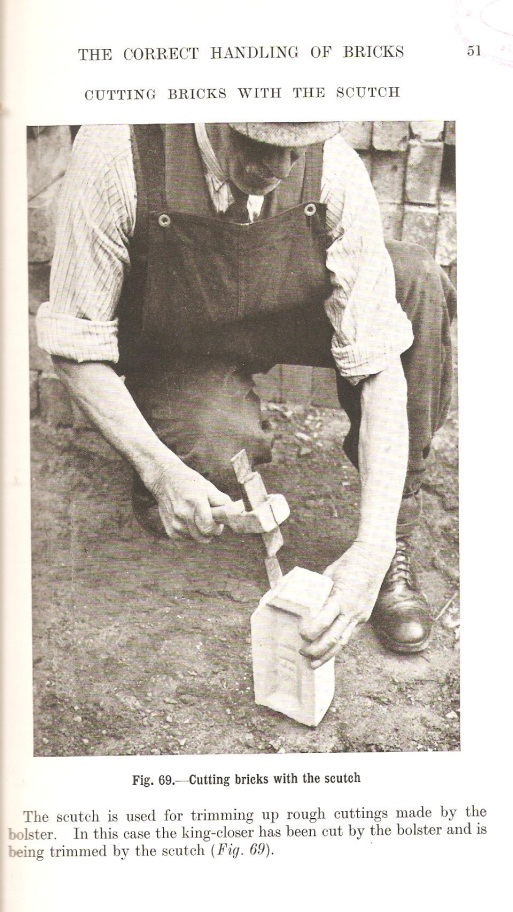 THE CORRECT HANDLING OF BRICKS 51
CUTTING BRICKS WITH THE SCUTCH
Fig. 69.—Cutting bricks with the scutch
The scutch is used for trimming up rough cuttings made by the
bolster. In this case the king-closer has been cut by the bolster and is
being trimmed by the scutch (Fig. 69).